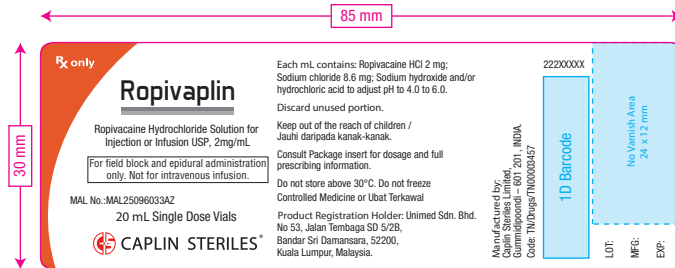 85 mm
30 mm
Rx only
Ropivaplin
Ropivacaine Hydrochloride Solution for
Injection or Infusion USP, 2mg/mL
For field block and epidural administration
only. Not for intravenous infusion.
MAL No.:MAL25096033AZ
20 mL Single Dose Vials
CS CAPLIN STERILES®
Each mL contains: Ropivacaine HCl 2 mg;
Sodium chloride 8.6 mg; Sodium hydroxide and/or
hydrochloric acid to adjust pH to 4.0 to 6.0.
Discard unused portion.
Keep out of the reach of children /
Jauhi daripada kanak-kanak.
Consult Package insert for dosage and full
prescribing information.
Do not store above 30°C. Do not freeze
Controlled Medicine or Ubat Terkawal
Product Registration Holder: Unimed Sdn. Bhd.
No 53, Jalan Tembaga SD 5/2B,
Bandar Sri Damansara, 52200,
Kuala Lumpur, Malaysia.
Manufactured by:
Caplin Steriles Limited,
Gummidipoondi – 601 201, INDIA.
Code: TN/Drugs/TN00003457
222XXXXX
1D Barcode
No Varnish Area
24 x 12 mm
LOT:
MFG:
EXP: